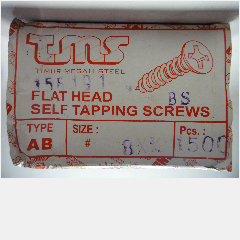 tms
TIMUR MEGAH STEEL
FLAT HEAD
BS
SELF TAPPING SCREWS
TYPE
AB
SIZE :
#
Pcs :
1500